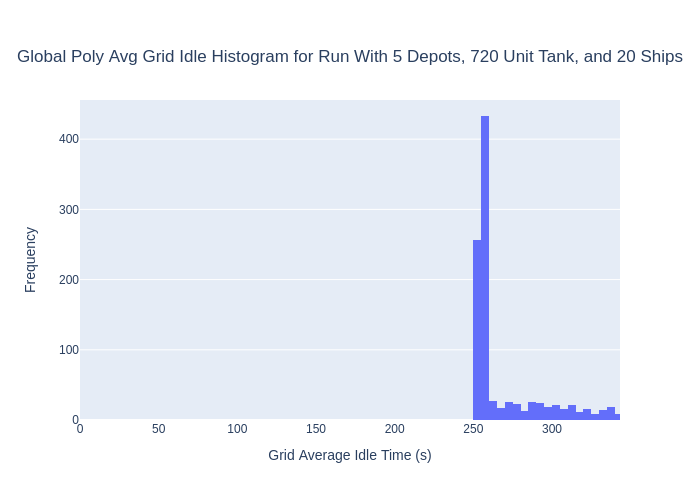 Global Poly Avg Grid Idle Histogram for Run With 5 Depots, 720 Unit Tank, and 20 Ships
400
300
200
100
0
Frequency
0 50 100 150 200 250 300
Grid Average Idle Time (s)